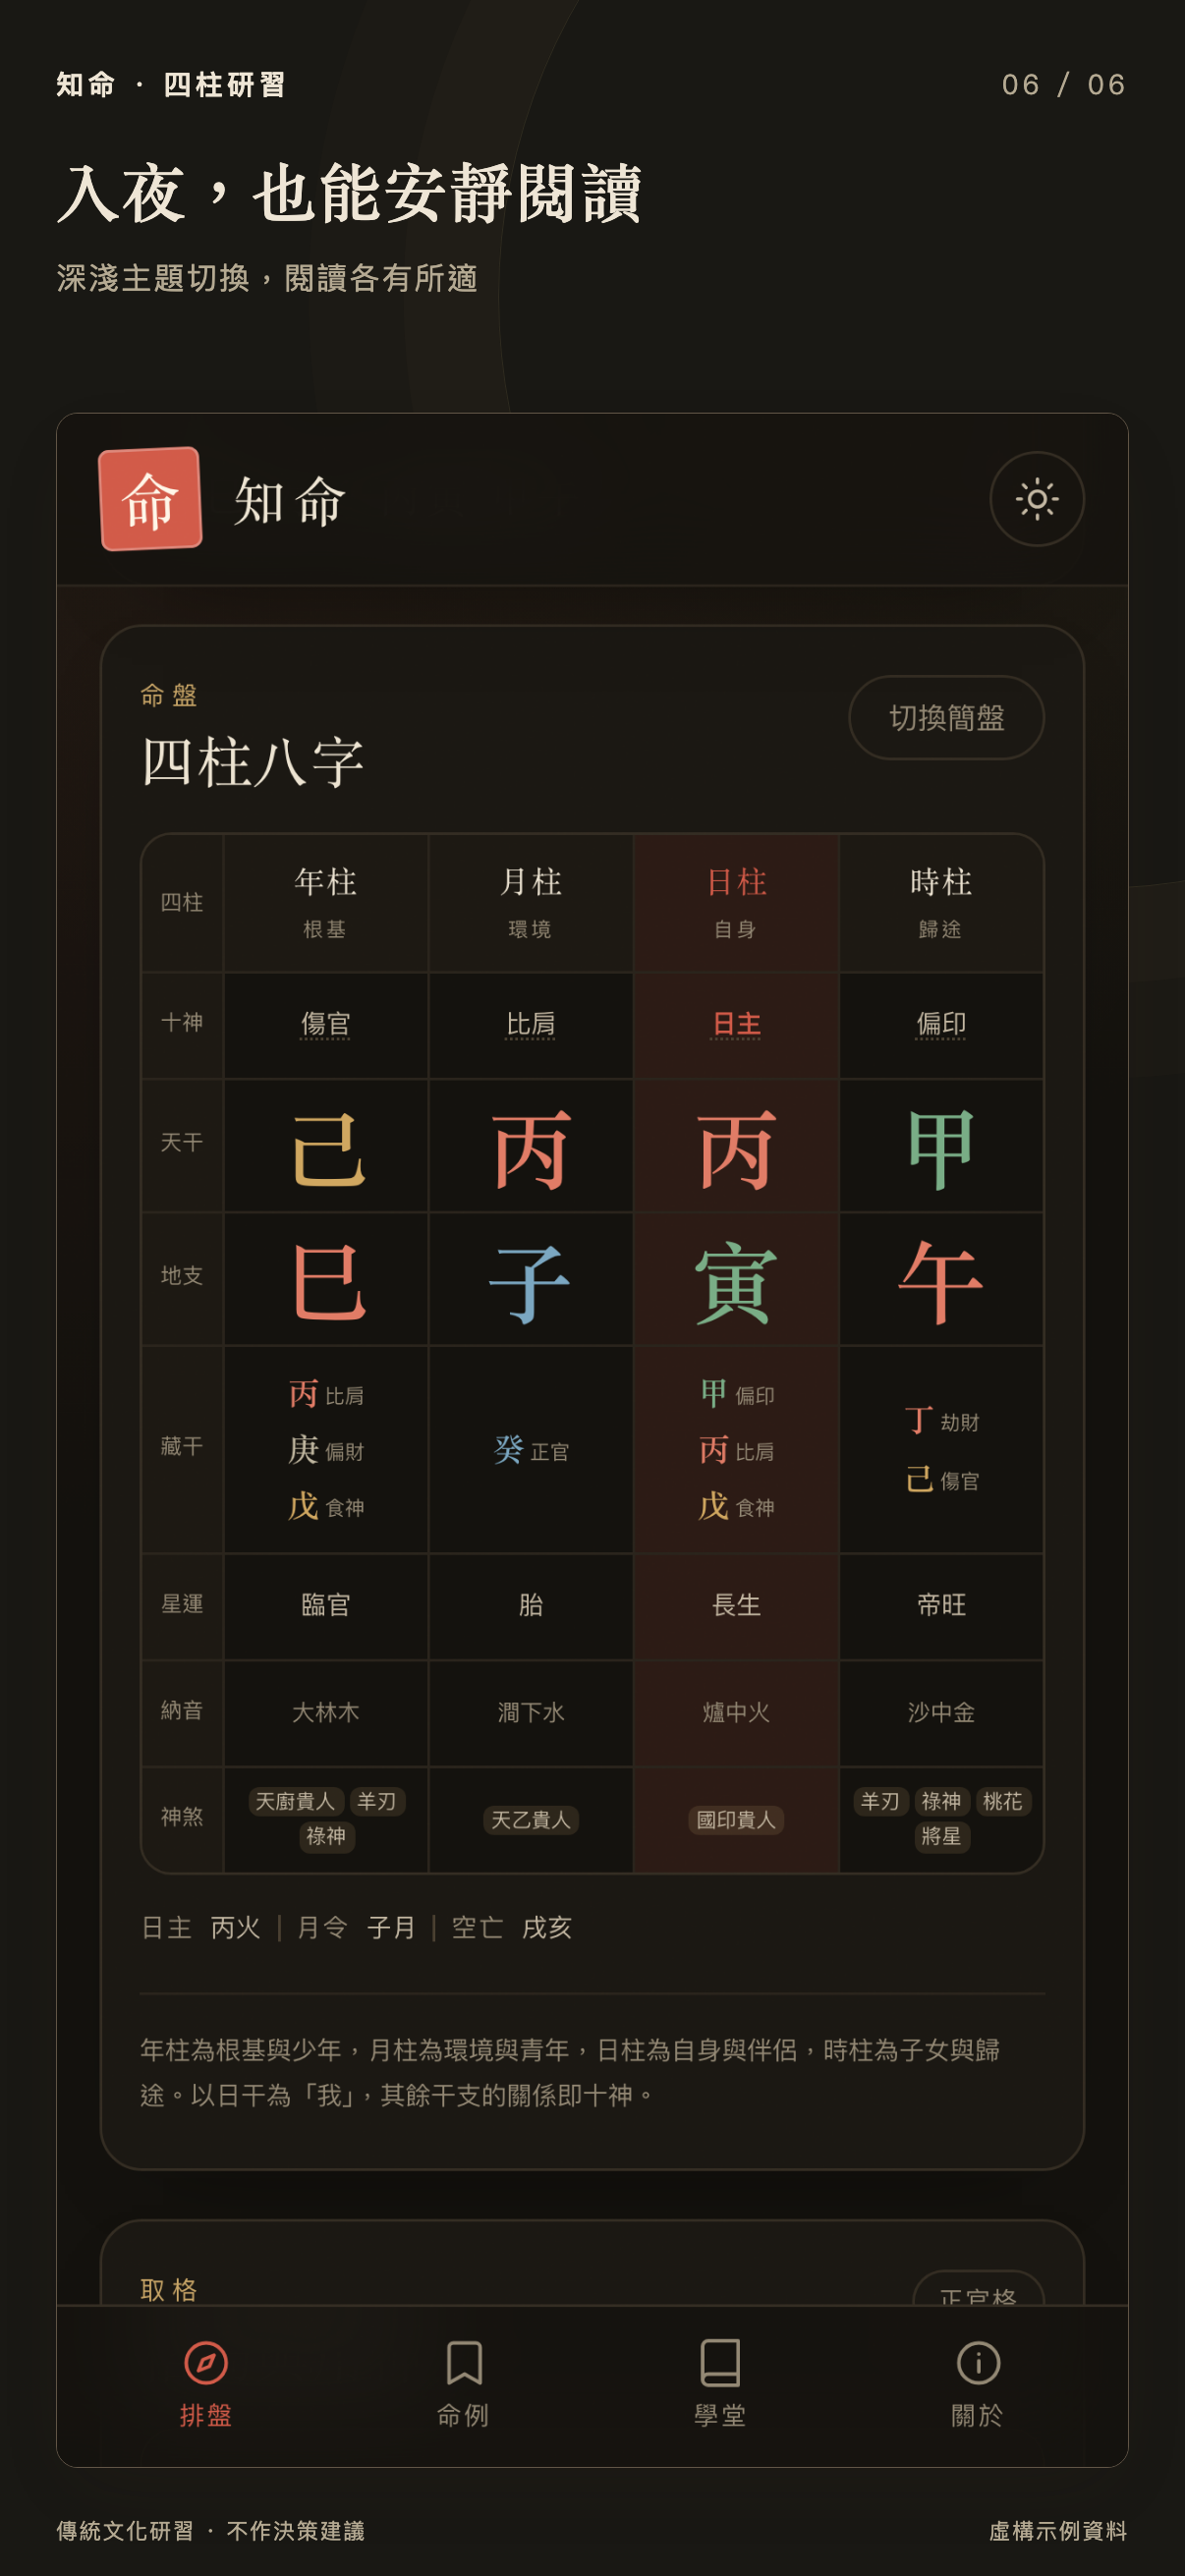 知命 · 四柱研習
06 / 06
入夜，也能安靜閱讀
深淺主題切換，閱讀各有所適
命 知命
命盤
切換簡盤
四柱八字
四柱 年柱 月柱 日柱 時柱
根基 環境 自身 歸途
十神 傷官 比肩 日主 偏印
天干 己 丙 丙 甲
地支 巳 子 寅 午
藏干
丙 比肩
庚 偏財
戊 食神
癸 正官
甲 偏印
丙 比肩
戊 食神
丁 劫財
己 傷官
星運 臨官 胎 長生 帝旺
納音 大林木 澗下水 爐中火 沙中金
神煞
天廚貴人 羊刃
祿神
天乙貴人
國印貴人
羊刃 祿神 桃花
將星
日主 丙火 | 月令 子月 | 空亡 戌亥
年柱為根基與少年，月柱為環境與青年，日柱為自身與伴侶，時柱為子女與歸
途。以日干為「我」，其餘干支的關係即十神。
取格
正官格
排盤 命例 學堂 關於
傳統文化研習 · 不作決策建議
虛構示例資料